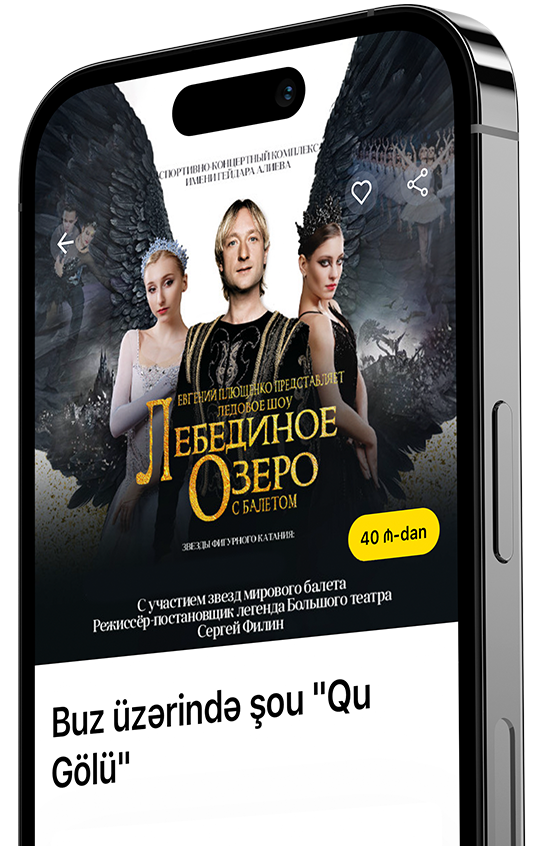 СПОРТИВНО-КОНЦЕРТНЫЙ КОМПЛЕКС
ИМЕНИ ГЕЙДАРА АЛИЕВА
ЕВГЕНИЙ ПЛЮЩЕНКО ПРЕДСТАВЛЯЕТ
ЛЕДОВОЕ ШОУ
ЛЕБЕДИНОЕ
ОЗЕРО
С БАЛЕТОМ
ЗВЕЗДЫ ФИГУРНОГО КАТАНИЯ:
40 ₼-dan
С участием звезд мирового балета
Режиссёр-постановщик легенда Большого театра
Сергей Филин
Buz üzərində şou "Qu
Gölü"